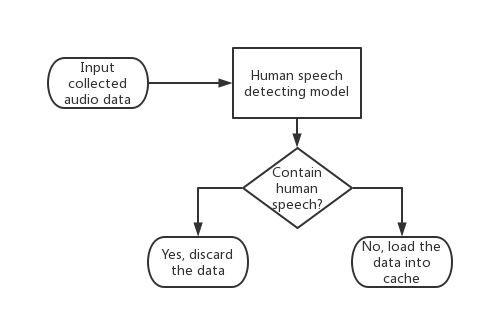 Input
collected
audio data
Human speech
detecting model
Contain
human
speech?
Yes, discard
the data
No, load the
data into
cache